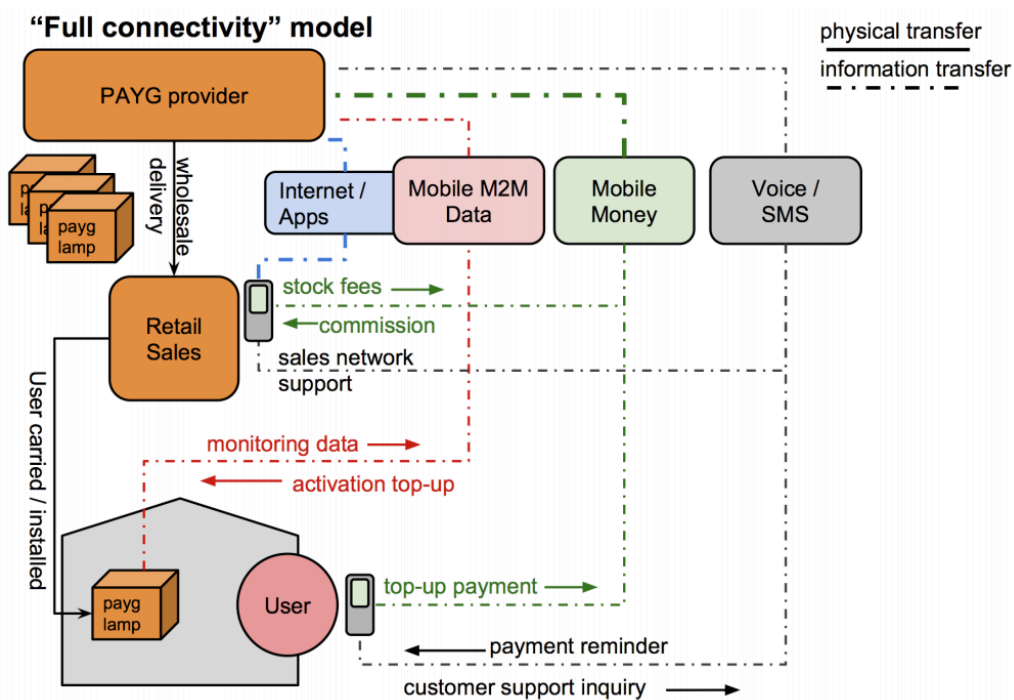 “Full connectivity” model
physical transfer
information transfer
PAYG provider
wholesale
delivery
payg
lamp
Internet /
Apps
Mobile M2M
Data
Mobile
Money
Voice /
SMS
Retail
Sales
stock fees
commission
sales network
support
User carried / installed
monitoring data
activation top-up
payg
lamp
User
top-up payment
payment reminder
customer support inquiry